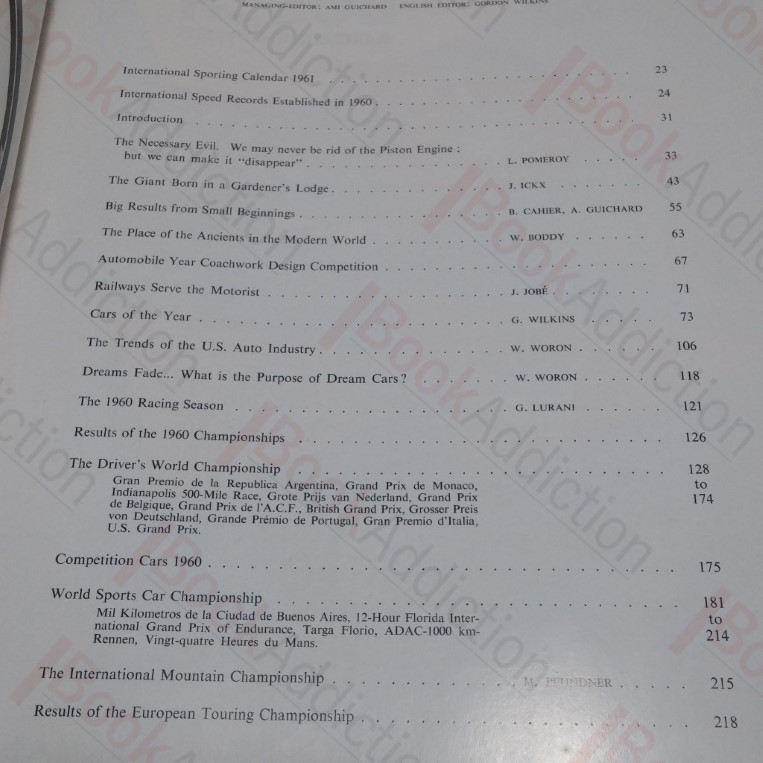 MANAGING-EDITOR: AMI GUICHARD ENGLISH EDITOR: GORDON WILKINS
International Sporting Calendar 1961 . . . . . . . . . . . . . . . . . . . . 23
International Speed Records Established in 1960 . . . . . . . . . . . . . . . . . 24
Introduction . . . . . . . . . . . . . . . . . . . . . . . . . . . . . 31
The Necessary Evil. We may never be rid of the Piston Engine :
but we can make it "disappear" . . . . . . . . . . . . . L. POMEROY . . . . . 33
The Giant Born in a Gardener's Lodge . . . . . . . . . . . . J. ICKX . . . . . . . 43
Big Results from Small Beginnings . . . . . . . . . . . . . B. CAHIER, A. GUICHARD 55
The Place of the Ancients in the Modern World . . . . . . . . . W. BODDY . . . . . . 63
Automobile Year Coachwork Design Competition . . . . . . . . . . . . . . . . . 67
Railways Serve the Motorist . . . . . . . . . . . . . . . J. JOBÉ . . . . . . . 71
Cars of the Year . . . . . . . . . . . . . . . . . . . G. WILKINS . . . . . 73
The Trends of the U.S. Auto Industry . . . . . . . . . . . . W. WORON . . . . . . 106
Dreams Fade... What is the Purpose of Dream Cars ? . . . . . . . W. WORON . . . . . . 118
The 1960 Racing Season . . . . . . . . . . . . . . . . . G. LURANI . . . . . . 121
Results of the 1960 Championships . . . . . . . . . . . . . . . . . . . . . . 126
The Driver's World Championship . . . . . . . . . . . . . . . . . . . . . . 128
to
174
Gran Premio de la Republica Argentina, Grand Prix de Monaco,
Indianapolis 500-Mile Race, Grote Prijs van Nederland, Grand Prix
de Belgique, Grand Prix de l'A.C.F., British Grand Prix, Grosser Preis
von Deutschland, Grande Prémio de Portugal, Gran Premio d'Italia,
U.S. Grand Prix.
Competition Cars 1960 . . . . . . . . . . . . . . . . . . . . . . . . . . 175
World Sports Car Championship . . . . . . . . . . . . . . . . . . . . . . . 181
to
214
Mil Kilometros de la Ciudad de Buenos Aires, 12-Hour Florida Inter-
national Grand Prix of Endurance, Targa Florio, ADAC-1000 km-
Rennen, Vingt-quatre Heures du Mans.
The International Mountain Championship . . . . . . . . . . . . M. PFUNDNER . . . . . 215
Results of the European Touring Championship . . . . . . . . . . . . . . . . . . . 218
BookAddiction